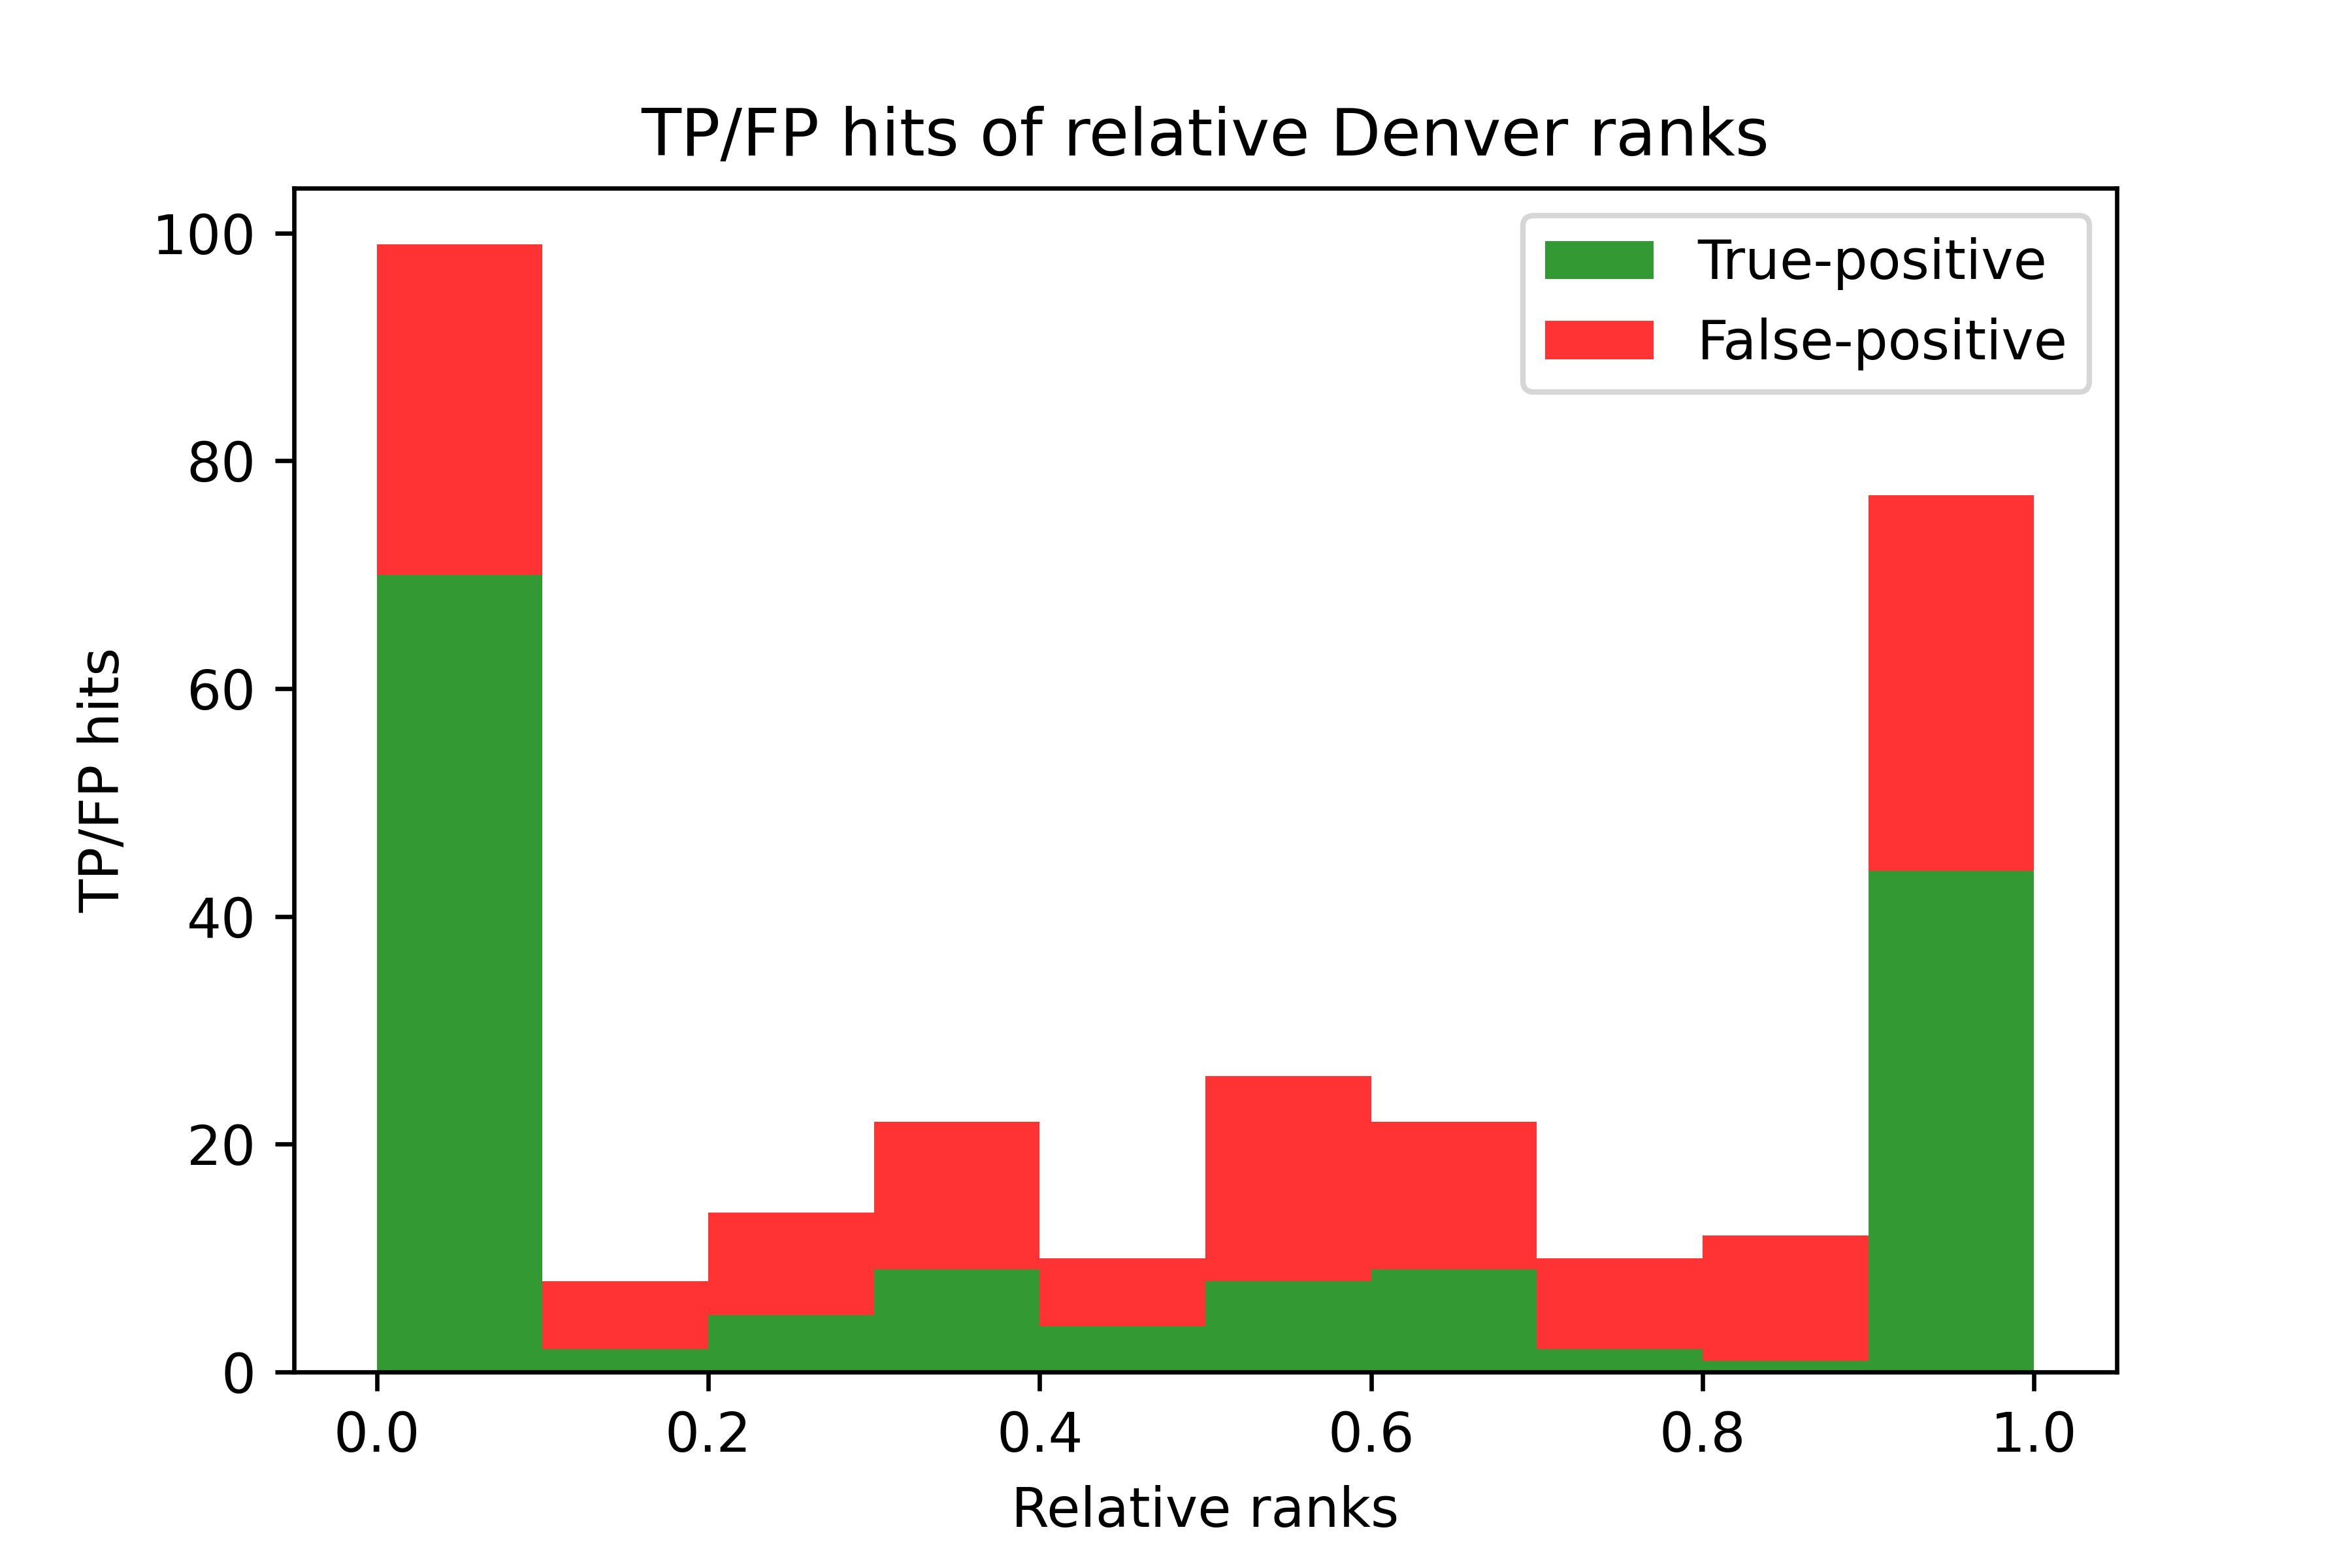 TP/FP hits of relative Denver ranks
True-positive
False-positive
100
80
60
40
20
0
TP/FP hits
0.0 0.2 0.4 0.6 0.8 1.0
Relative ranks